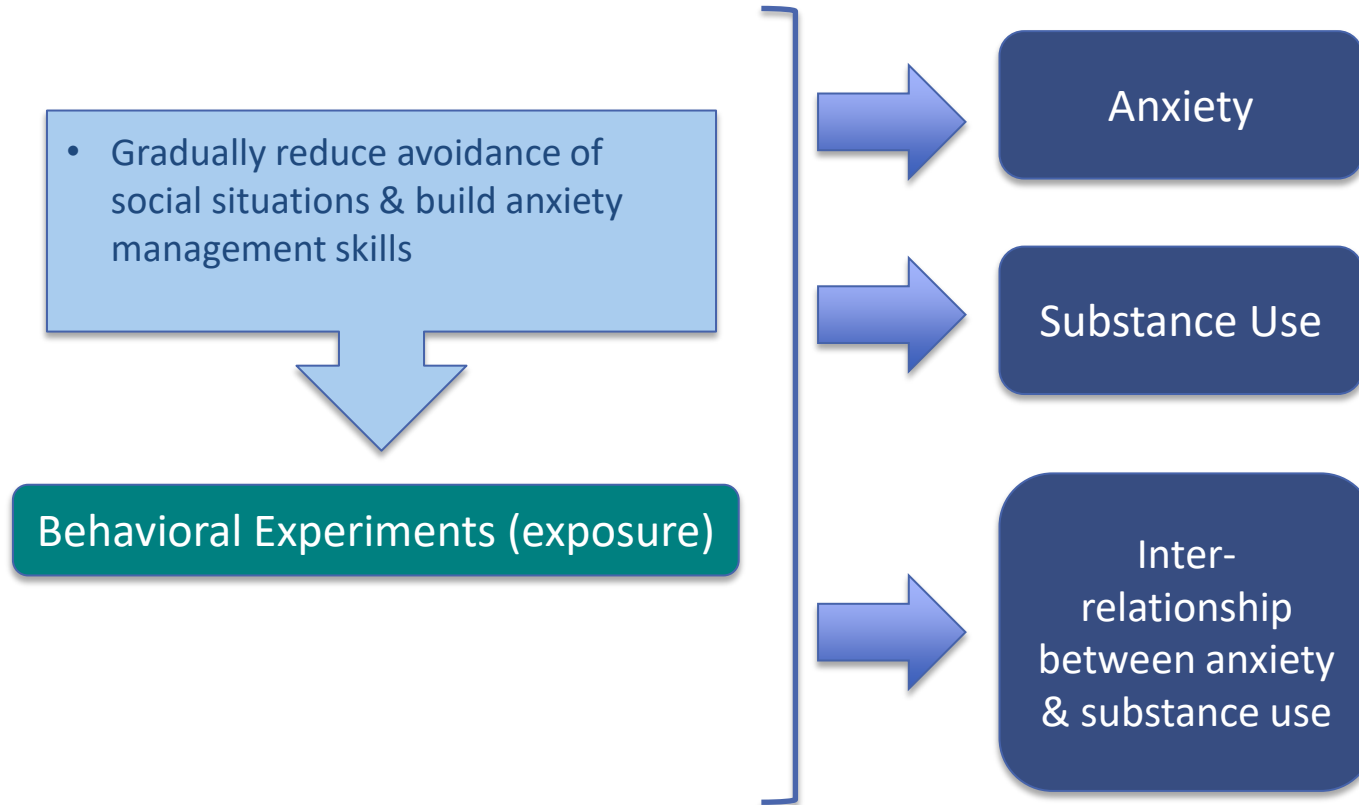 • Gradually reduce avoidance of
social situations & build anxiety
management skills
Behavioral Experiments (exposure)
Anxiety
Substance Use
Inter-
relationship
between anxiety
& substance use